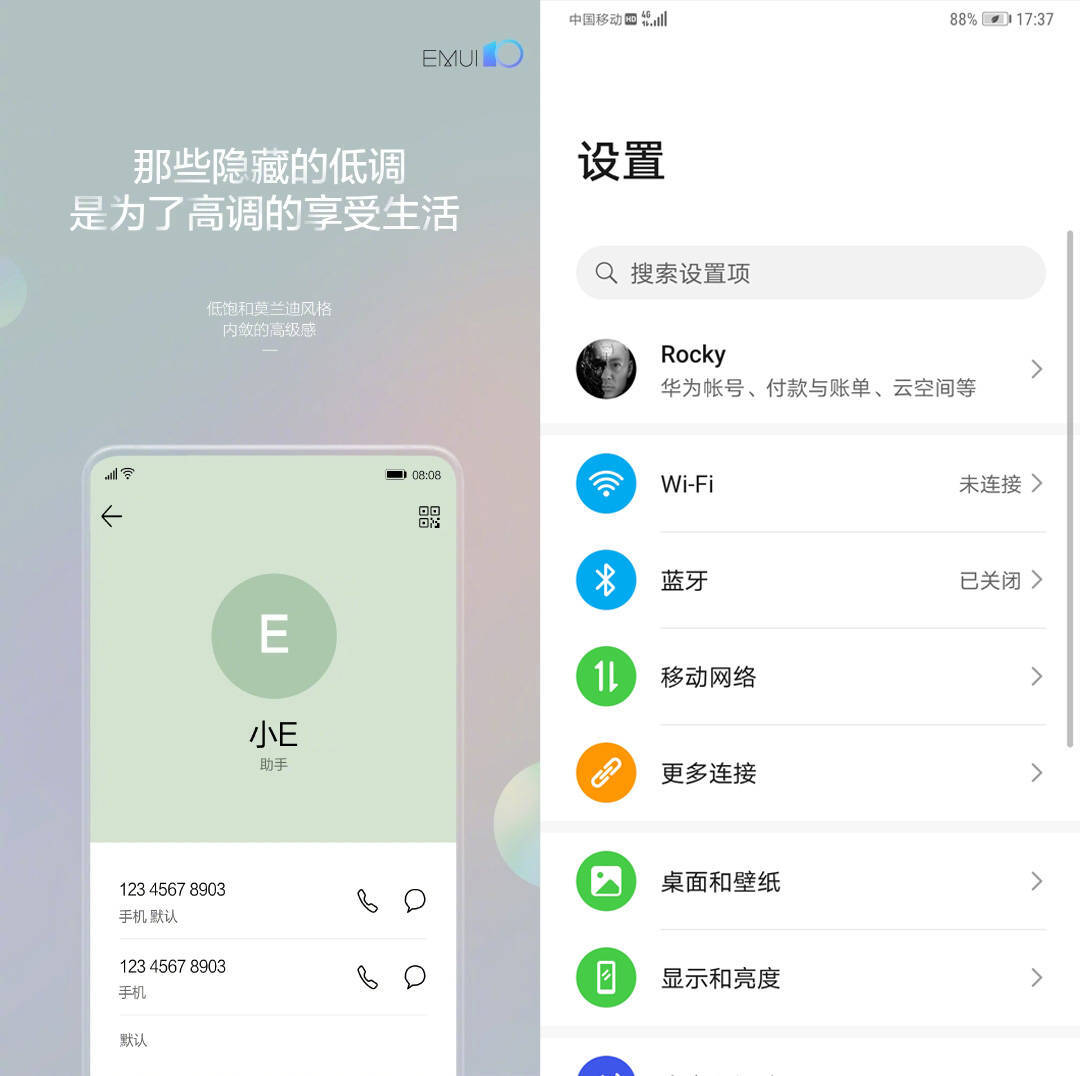 EMUI10
那些隐藏的低调
是为了高调的享受生活
低饱和莫兰迪风格
内敛的高级感
08:08
E
小E
助手
123 4567 8903
手机 默认
123 4567 8903
手机
默认
中国移动 HD 4G 88% 17:37
设置
搜索设置项
Rocky
华为帐号、付款与账单、云空间等
Wi-Fi 未连接
蓝牙 已关闭
移动网络
更多连接
桌面和壁纸
显示和亮度